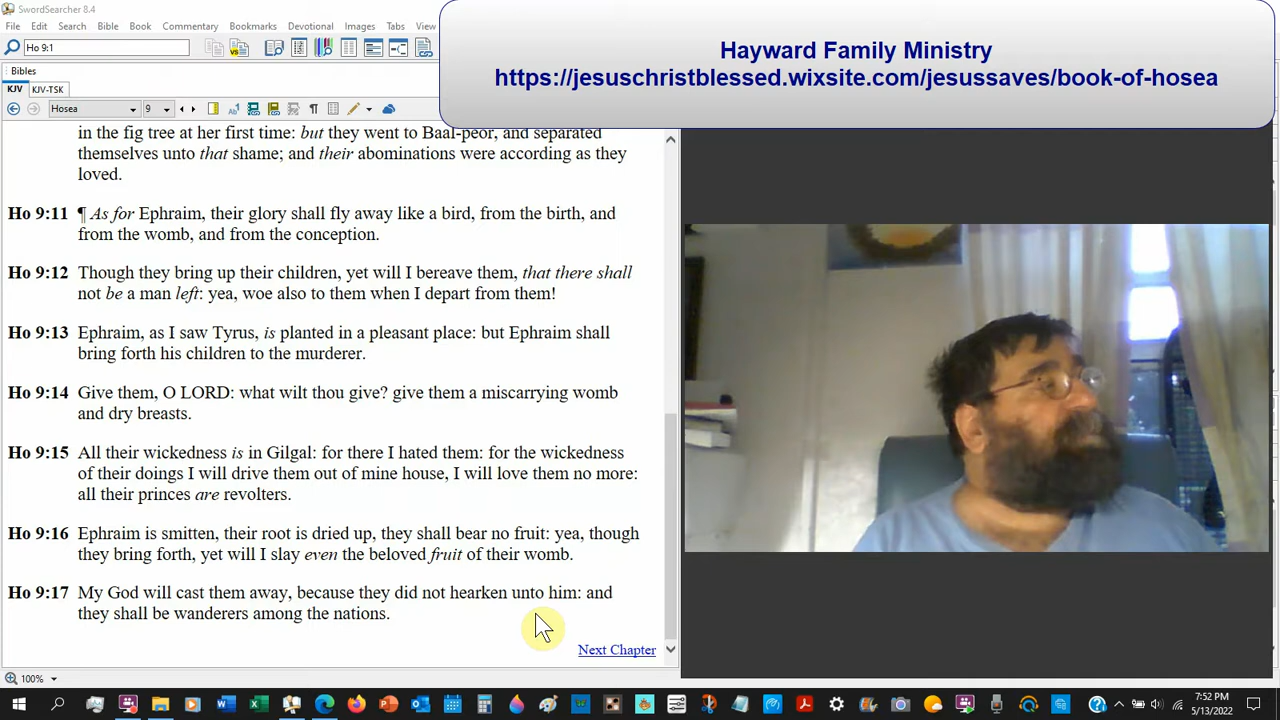 SwordSearcher 8.4
File Edit Search Bible Book Commentary Bookmarks Devotional Images Tabs View
Ho 9:1
Hayward Family Ministry
https://jesuschristblessed.wixsite.com/jesussaves/book-of-hosea
Bibles
KJV KJV-TSK
Hosea 9
in the fig tree at her first time: but they went to Baal-peor, and separated
themselves unto that shame; and their abominations were according as they
loved.
Ho 9:11 ¶ As for Ephraim, their glory shall fly away like a bird, from the birth, and
from the womb, and from the conception.
Ho 9:12 Though they bring up their children, yet will I bereave them, that there shall
not be a man left: yea, woe also to them when I depart from them!
Ho 9:13 Ephraim, as I saw Tyrus, is planted in a pleasant place: but Ephraim shall
bring forth his children to the murderer.
Ho 9:14 Give them, O LORD: what wilt thou give? give them a miscarrying womb
and dry breasts.
Ho 9:15 All their wickedness is in Gilgal: for there I hated them: for the wickedness
of their doings I will drive them out of mine house, I will love them no more:
all their princes are revolters.
Ho 9:16 Ephraim is smitten, their root is dried up, they shall bear no fruit: yea, though
they bring forth, yet will I slay even the beloved fruit of their womb.
Ho 9:17 My God will cast them away, because they did not hearken unto him: and
they shall be wanderers among the nations.
Next Chapter
100%
7:52 PM
5/13/2022